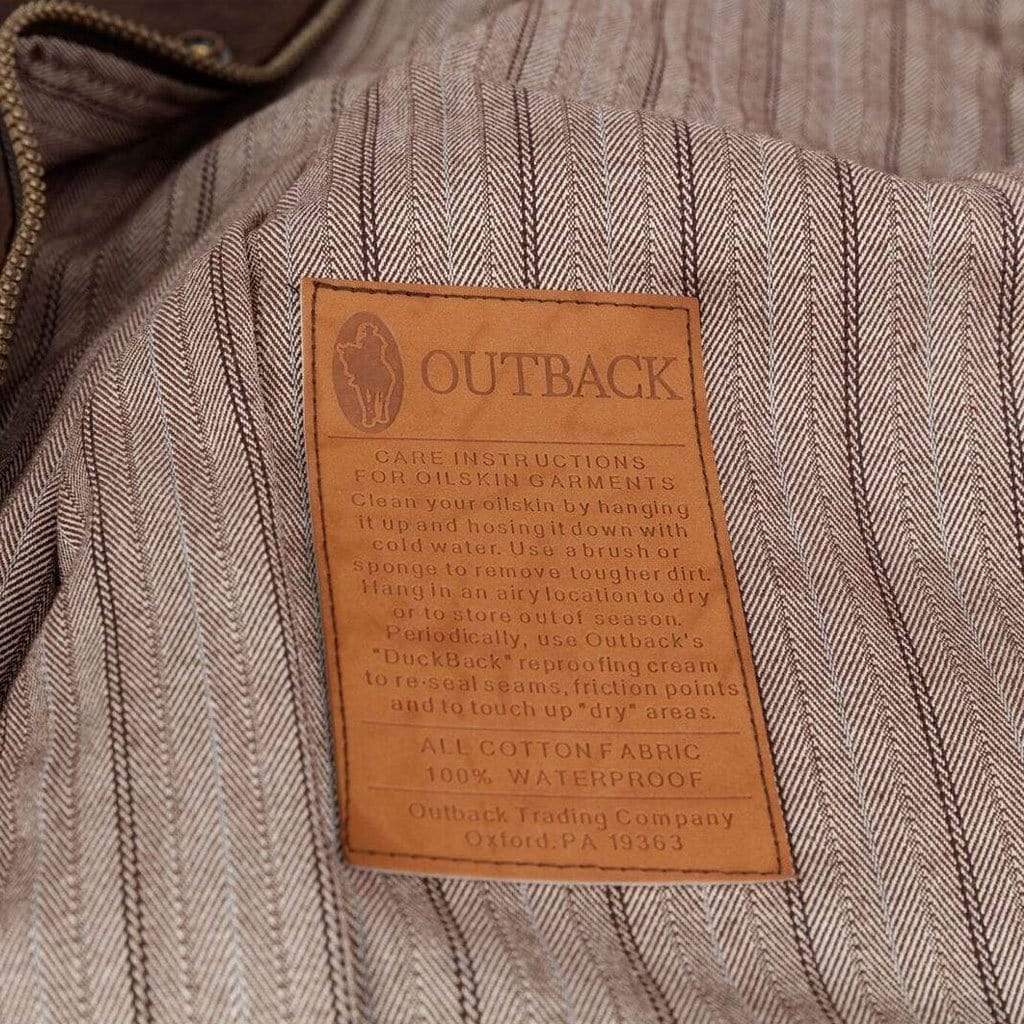 OUTBACK
CARE INSTRUCTIONS
FOR OILSKIN GARMENTS
Clean your oilskin by hanging
it up and hosing it down with
cold water. Use a brush or
sponge to remove tougher dirt.
Hang in an airy location to dry
or to store out of season.
Periodically, use Outback's
"DuckBack" reproofing cream
to re-seal seams, friction points
and to touch up "dry" areas.
ALL COTTON FABRIC
100% WATERPROOF
Outback Trading Company
Oxford, PA 19363